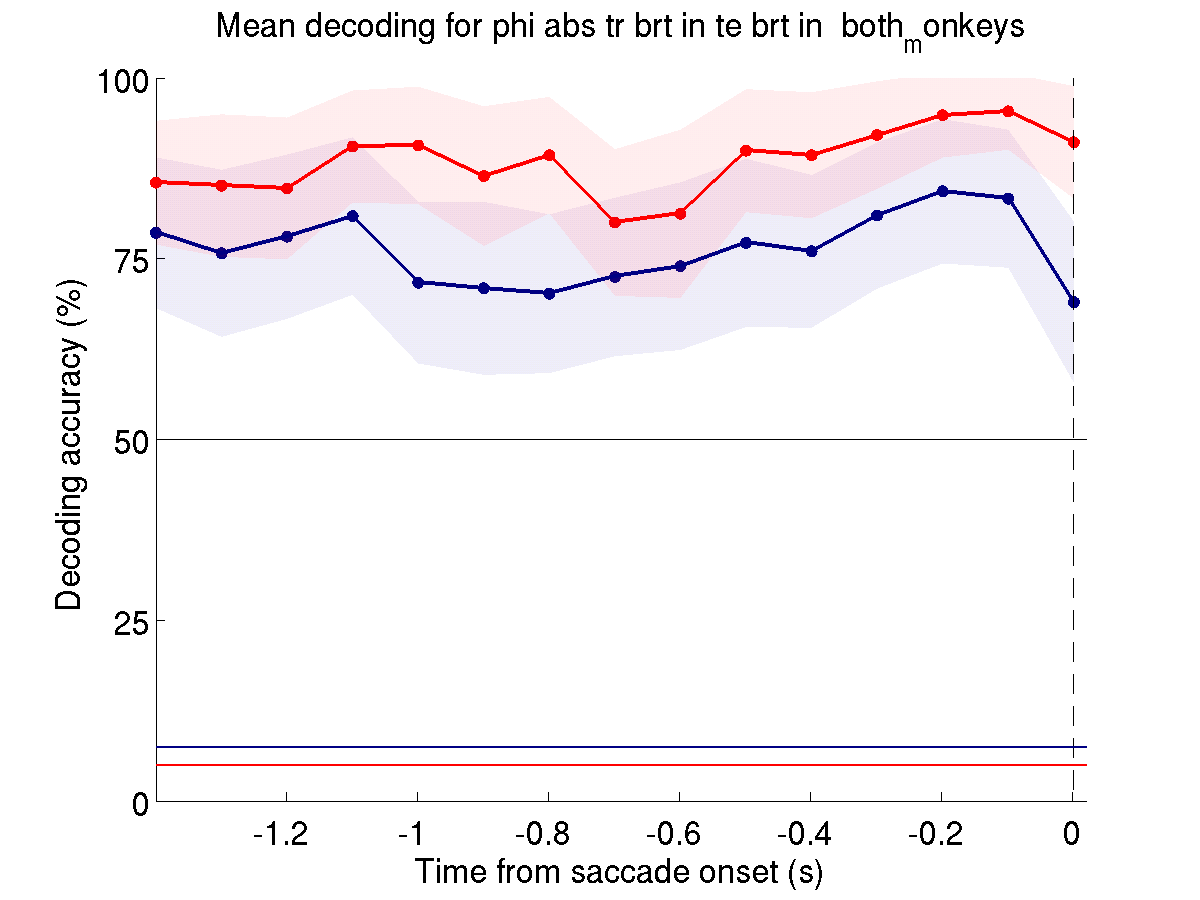 Mean decoding for phi abs tr brt in te brt in  both_monkeys
100
75
50
25
0
Decoding accuracy (%)
-1.2 -1 -0.8 -0.6 -0.4 -0.2 0
Time from saccade onset (s)